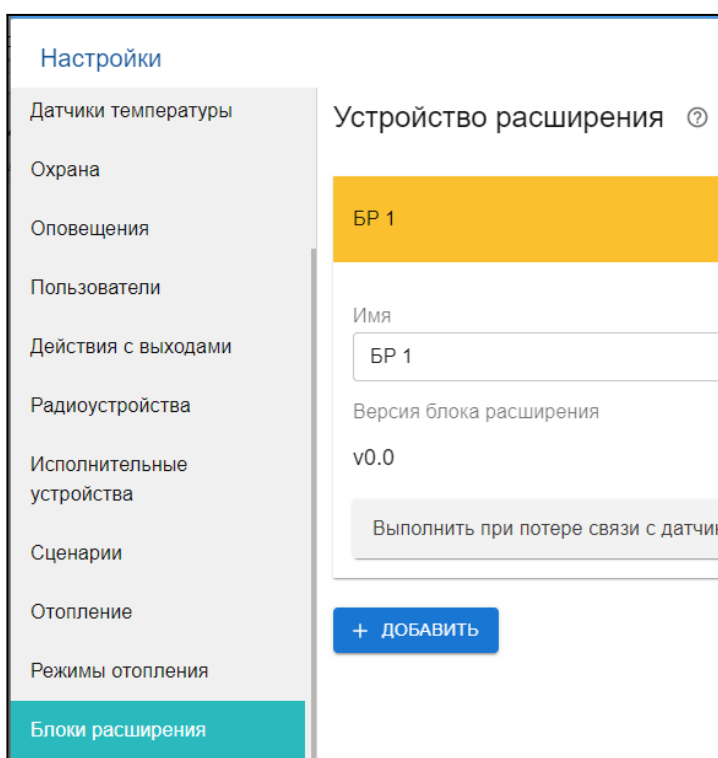 Настройки
Датчики температуры
Охрана
Оповещения
Пользователи
Действия с выходами
Радиоустройства
Исполнительные
устройства
Сценарии
Отопление
Режимы отопления
Блоки расширения
Устройство расширения ?
БР 1
Имя
БР 1
Версия блока расширения
v0.0
Выполнить при потере связи с
+ ДОБАВИТЬ